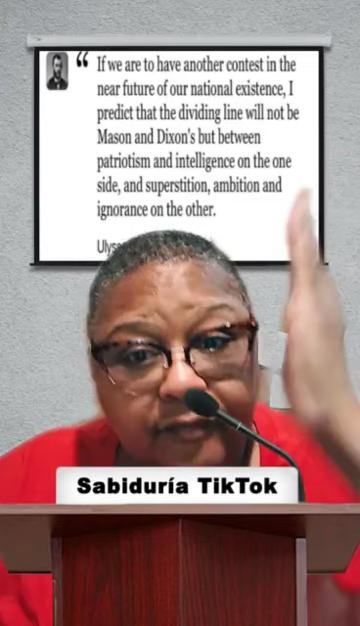 “ If we are to have another contest in the
near future of our national existence, I
predict that the dividing line will not be
Mason and Dixon's but between
patriotism and intelligence on the one
side, and superstition, ambition and
ignorance on the other.
Sabiduría TikTok